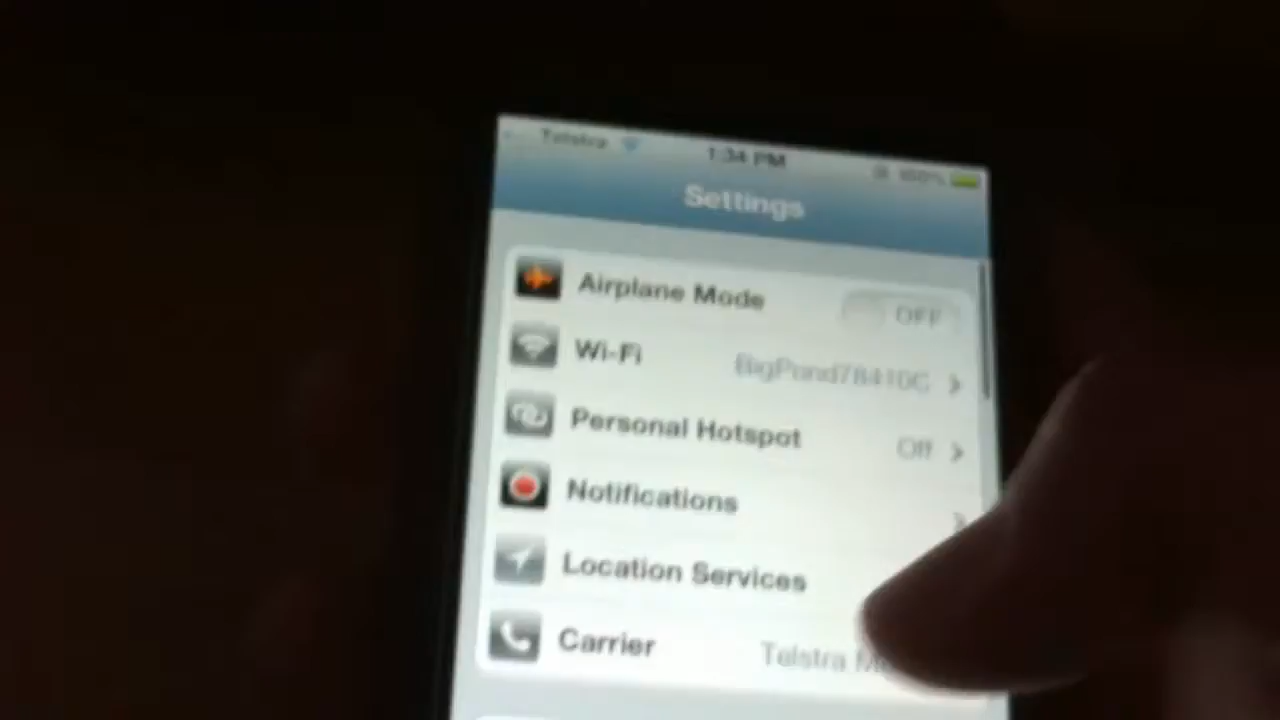 Telstra 1:34 PM 100%
Settings
Airplane Mode OFF
Wi-Fi BigPond78410C
Personal Hotspot Off
Notifications
Location Services
Carrier Telstra